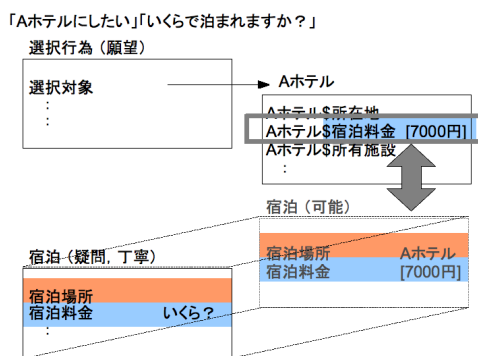 「Aホテルにしたい」「いくらで泊まれますか？」
選択行為（願望）
選択対象
:
:
Aホテル
Aホテル$所在地
Aホテル$宿泊料金 [7000円]
Aホテル$所有施設
:
宿泊（可能）
宿泊場所 Aホテル
宿泊料金 [7000円]
宿泊（疑問, 丁寧）
宿泊場所
宿泊料金 いくら？
: